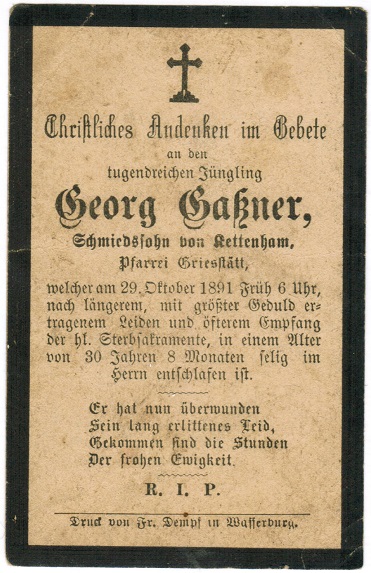 Christliches Andenken im Gebete
an den
tugendreichen Jüngling
Georg Gaßner,
Schmiedssohn von Kettenham,
Pfarrei Griesstätt,
welcher am 29. Oktober 1891 Früh 6 Uhr,
nach längerem, mit größter Geduld er-
tragenem Leiden und öfterem Empfang
der hl. Sterbsakramente, in einem Alter
von 30 Jahren 8 Monaten selig im
Herrn entschlafen ist.
Er hat nun überwunden
Sein lang erlittenes Leid,
Gekommen sind die Stunden
Der frohen Ewigkeit.
R. I. P.
Druck von Fr. Dempf in Wasserburg.